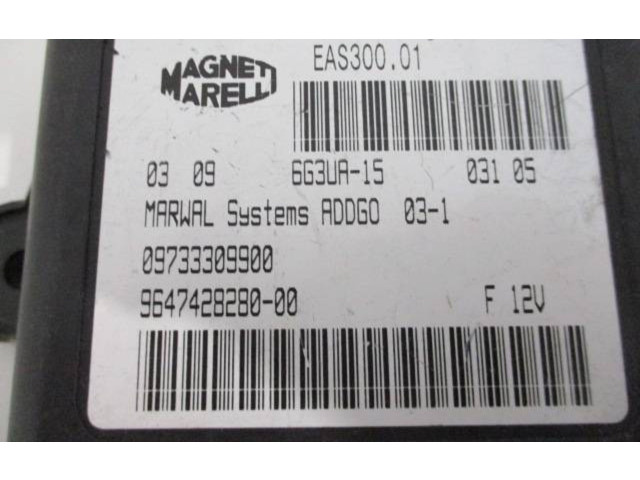 MAGNETI
MARELLI
EAS300.01
03 09 6G3UA-15 031 05
MARWAL Systems ADDGO 03-1
09733309900
9647428280-00 F 12V